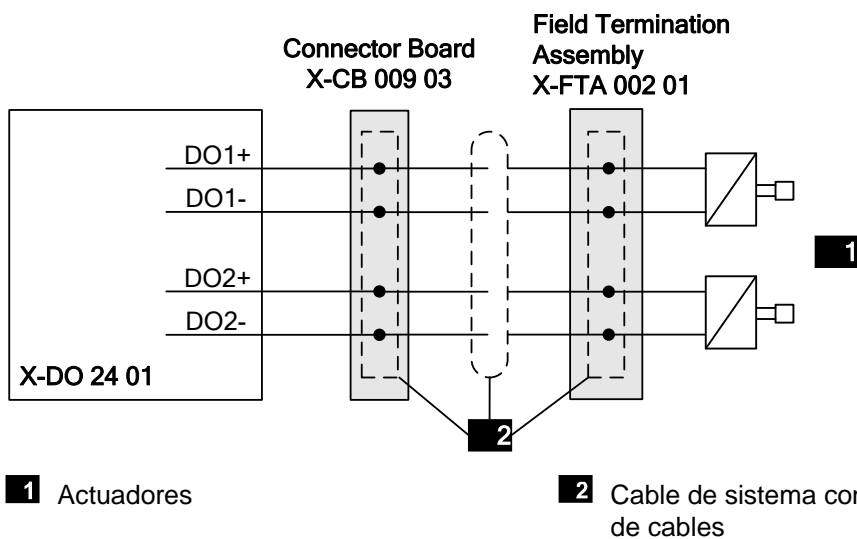 Connector Board
X-CB 009 03
Field Termination
Assembly
X-FTA 002 01
DO1+
DO1-
DO2+
DO2-
X-DO 24 01
1
2
1 Actuadores
2 Cable de sistema con
de cables